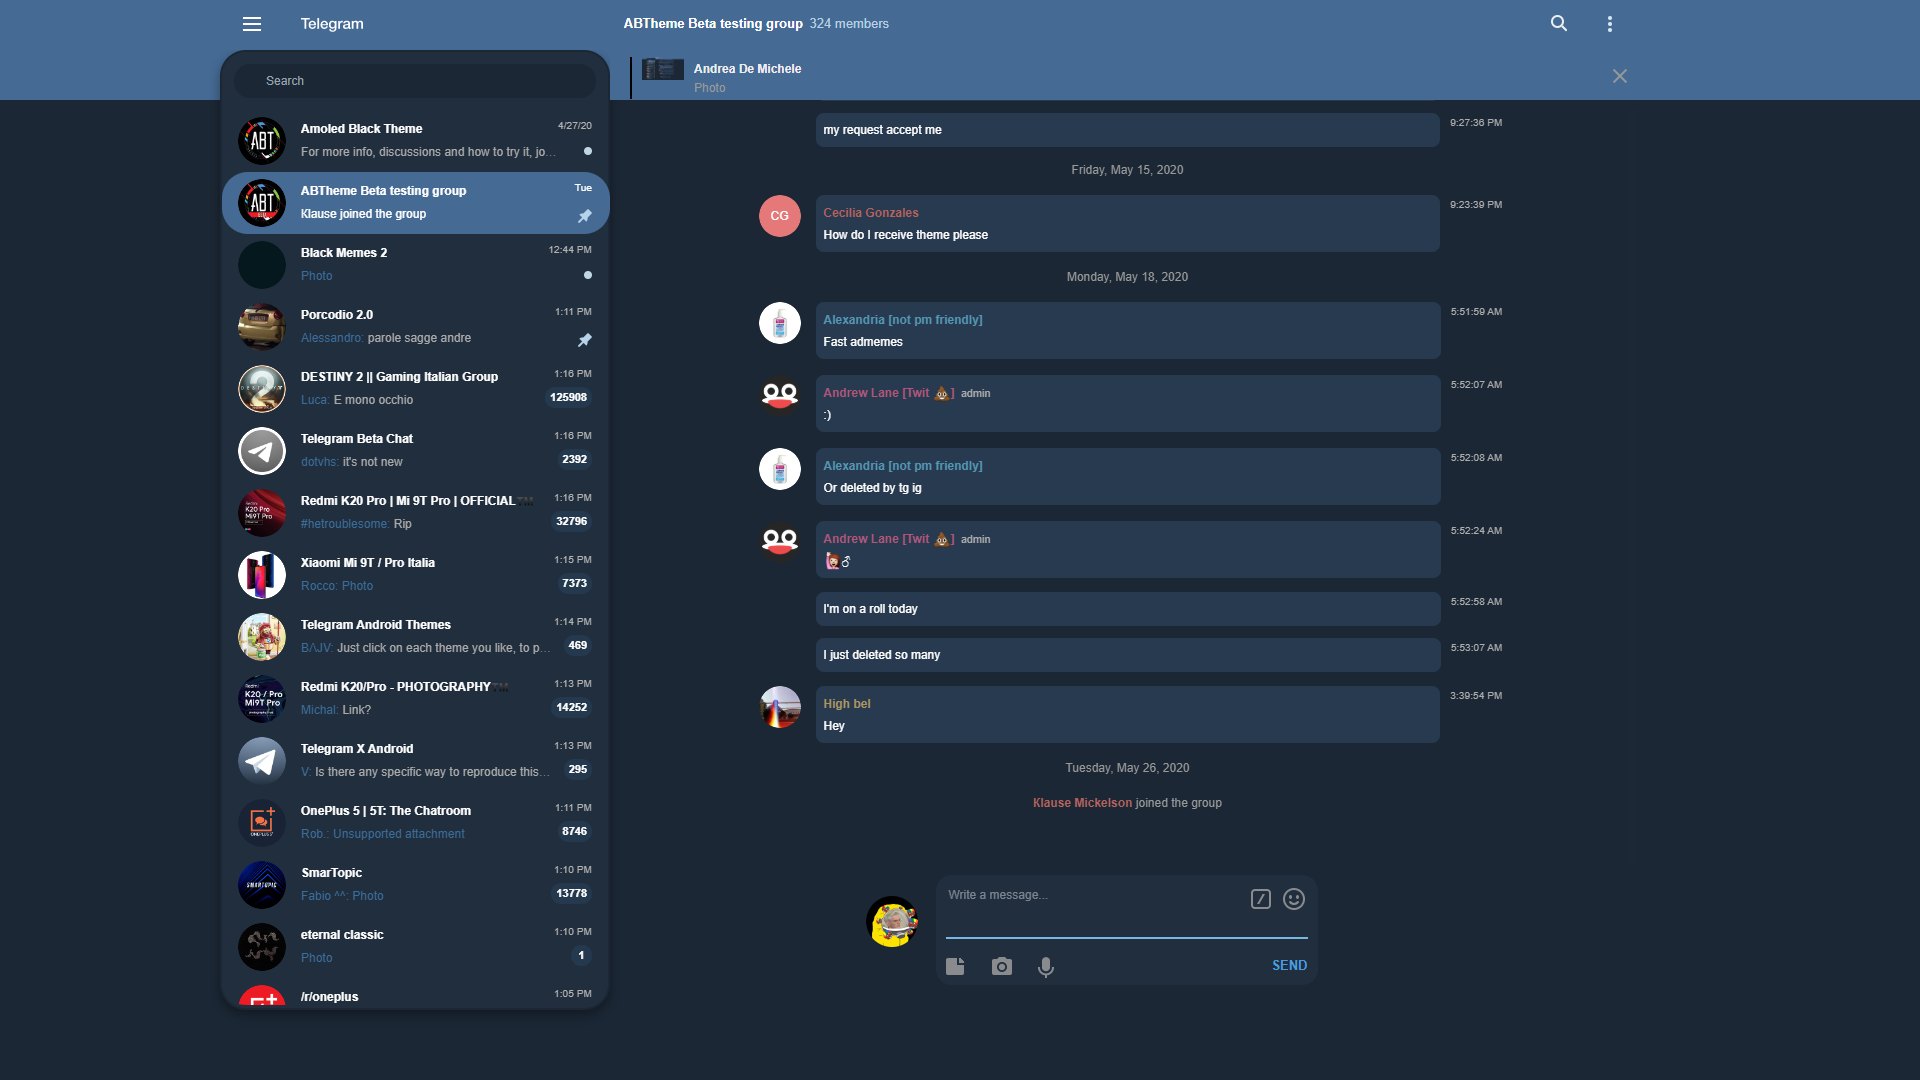 Telegram
ABTheme Beta testing group 324 members
Andrea De Michele
Photo
Search
Amoled Black Theme 4/27/20
For more info, discussions and how to try it, jo...
ABTheme Beta testing group Tue
Klause joined the group
Black Memes 2 12:44 PM
Photo
Porcodio 2.0 1:11 PM
Alessandro: parole sagge andre
DESTINY 2 || Gaming Italian Group 1:16 PM
Luca: E mono occhio 125908
Telegram Beta Chat 1:16 PM
dotvhs: it's not new 2392
Redmi K20 Pro | Mi 9T Pro | OFFICIAL™ 1:16 PM
#hetroublesome: Rip 32796
Xiaomi Mi 9T / Pro Italia 1:15 PM
Rocco: Photo 7373
Telegram Android Themes 1:14 PM
B/\JV: Just click on each theme you like, to p... 469
Redmi K20/Pro - PHOTOGRAPHY™ 1:13 PM
Michal: Link? 14252
Telegram X Android 1:13 PM
V: Is there any specific way to reproduce this... 295
OnePlus 5 | 5T: The Chatroom 1:11 PM
Rob.: Unsupported attachment 8746
SmarTopic 1:10 PM
Fabio ^^: Photo 13778
eternal classic 1:10 PM
Photo 1
/r/oneplus 1:05 PM
ABT
ABT
Redmi
K20 Pro
Mi9T Pro
Redmi
K20 / Pro
Mi9T Pro
SMARTOPIC
my request accept me 9:27:36 PM
Friday, May 15, 2020
CG
Cecilia Gonzales 9:23:39 PM
How do I receive theme please
Monday, May 18, 2020
Alexandria [not pm friendly] 5:51:59 AM
Fast admemes
Andrew Lane [Twit 💩] admin 5:52:07 AM
:)
Alexandria [not pm friendly] 5:52:08 AM
Or deleted by tg ig
Andrew Lane [Twit 💩] admin 5:52:24 AM
🙋🏻♂
I'm on a roll today 5:52:58 AM
I just deleted so many 5:53:07 AM
High bel 3:39:54 PM
Hey
Tuesday, May 26, 2020
Klause Mickelson joined the group
Write a message...
SEND